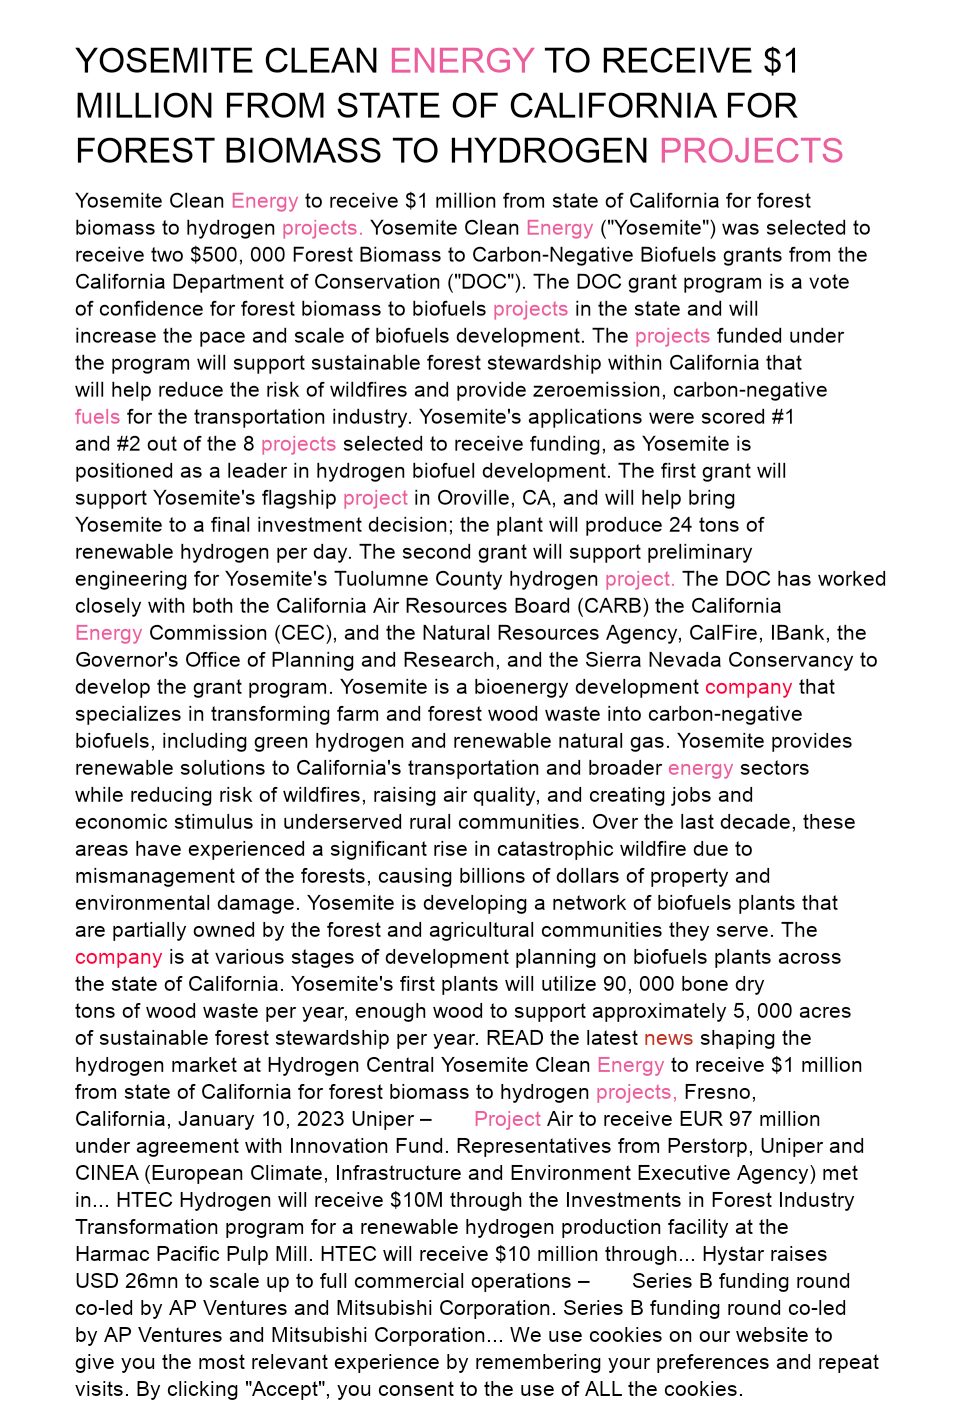 YOSEMITE CLEAN ENERGY TO RECEIVE $1
MILLION FROM STATE OF CALIFORNIA FOR
FOREST BIOMASS TO HYDROGEN PROJECTS
Yosemite Clean Energy to receive $1 million from state of California for forest
biomass to hydrogen projects. Yosemite Clean Energy ("Yosemite") was selected to
receive two $500, 000 Forest Biomass to Carbon-Negative Biofuels grants from the
California Department of Conservation ("DOC"). The DOC grant program is a vote
of confidence for forest biomass to biofuels projects in the state and will
increase the pace and scale of biofuels development. The projects funded under
the program will support sustainable forest stewardship within California that
will help reduce the risk of wildfires and provide zeroemission, carbon-negative
fuels for the transportation industry. Yosemite's applications were scored #1
and #2 out of the 8 projects selected to receive funding, as Yosemite is
positioned as a leader in hydrogen biofuel development. The first grant will
support Yosemite's flagship project in Oroville, CA, and will help bring
Yosemite to a final investment decision; the plant will produce 24 tons of
renewable hydrogen per day. The second grant will support preliminary
engineering for Yosemite's Tuolumne County hydrogen project. The DOC has worked
closely with both the California Air Resources Board (CARB) the California
Energy Commission (CEC), and the Natural Resources Agency, CalFire, IBank, the
Governor's Office of Planning and Research, and the Sierra Nevada Conservancy to
develop the grant program. Yosemite is a bioenergy development company that
specializes in transforming farm and forest wood waste into carbon-negative
biofuels, including green hydrogen and renewable natural gas. Yosemite provides
renewable solutions to California's transportation and broader energy sectors
while reducing risk of wildfires, raising air quality, and creating jobs and
economic stimulus in underserved rural communities. Over the last decade, these
areas have experienced a significant rise in catastrophic wildfire due to
mismanagement of the forests, causing billions of dollars of property and
environmental damage. Yosemite is developing a network of biofuels plants that
are partially owned by the forest and agricultural communities they serve. The
company is at various stages of development planning on biofuels plants across
the state of California. Yosemite's first plants will utilize 90, 000 bone dry
tons of wood waste per year, enough wood to support approximately 5, 000 acres
of sustainable forest stewardship per year. READ the latest news shaping the
hydrogen market at Hydrogen Central Yosemite Clean Energy to receive $1 million
from state of California for forest biomass to hydrogen projects, Fresno,
California, January 10, 2023 Uniper – Project Air to receive EUR 97 million
under agreement with Innovation Fund. Representatives from Perstorp, Uniper and
CINEA (European Climate, Infrastructure and Environment Executive Agency) met
in... HTEC Hydrogen will receive $10M through the Investments in Forest Industry
Transformation program for a renewable hydrogen production facility at the
Harmac Pacific Pulp Mill. HTEC will receive $10 million through... Hystar raises
USD 26mn to scale up to full commercial operations – Series B funding round
co-led by AP Ventures and Mitsubishi Corporation. Series B funding round co-led
by AP Ventures and Mitsubishi Corporation... We use cookies on our website to
give you the most relevant experience by remembering your preferences and repeat
visits. By clicking "Accept", you consent to the use of ALL the cookies.